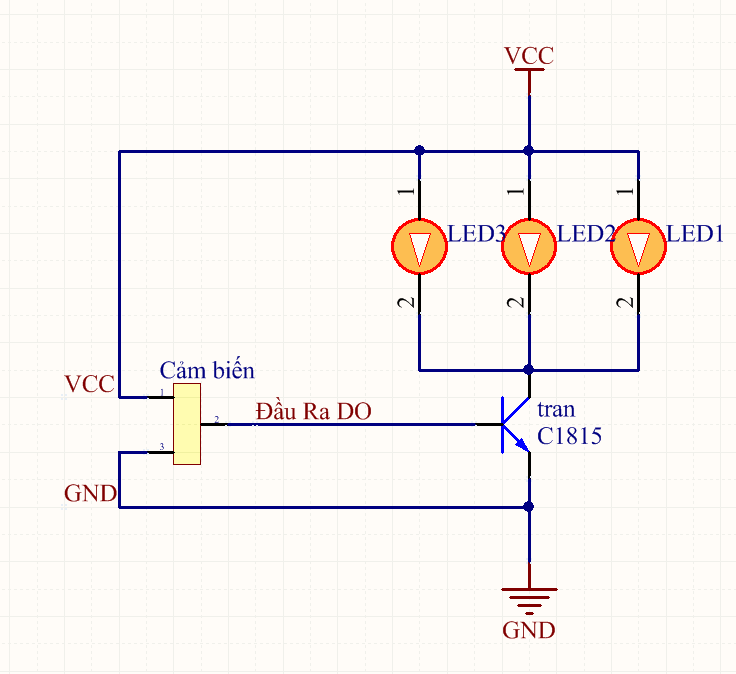 VCC
1
1
1
LED3
LED2
LED1
2
2
2
VCC
Cảm biến
1
2
3
Đầu Ra DO
tran
C1815
GND
GND